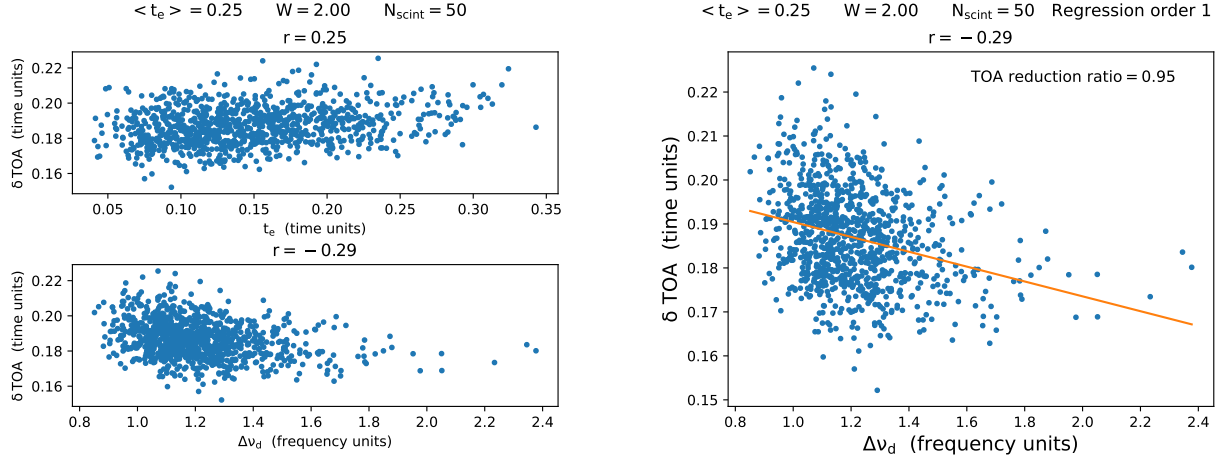 < t_e > = 0.25 W = 2.00 N_scint = 50
r = 0.25
δ TOA (time units)
0.22
0.20
0.18
0.16
0.05 0.10 0.15 0.20 0.25 0.30 0.35
t_e (time units)
r = − 0.29
δ TOA (time units)
0.22
0.20
0.18
0.16
0.8 1.0 1.2 1.4 1.6 1.8 2.0 2.2 2.4
Δν_d (frequency units)
< t_e > = 0.25 W = 2.00 N_scint = 50 Regression order 1
r = − 0.29
TOA reduction ratio = 0.95
δ TOA (time units)
0.22
0.21
0.20
0.19
0.18
0.17
0.16
0.15
0.8 1.0 1.2 1.4 1.6 1.8 2.0 2.2 2.4
Δν_d (frequency units)